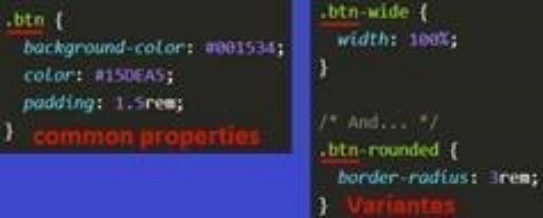 .btn {
background-color: #001534;
color: #15DEA5;
padding: 1.5rem;
}
common properties
.btn-wide {
width: 100%;
}
/* And... */
.btn-rounded {
border-radius: 3rem;
}
Variantes